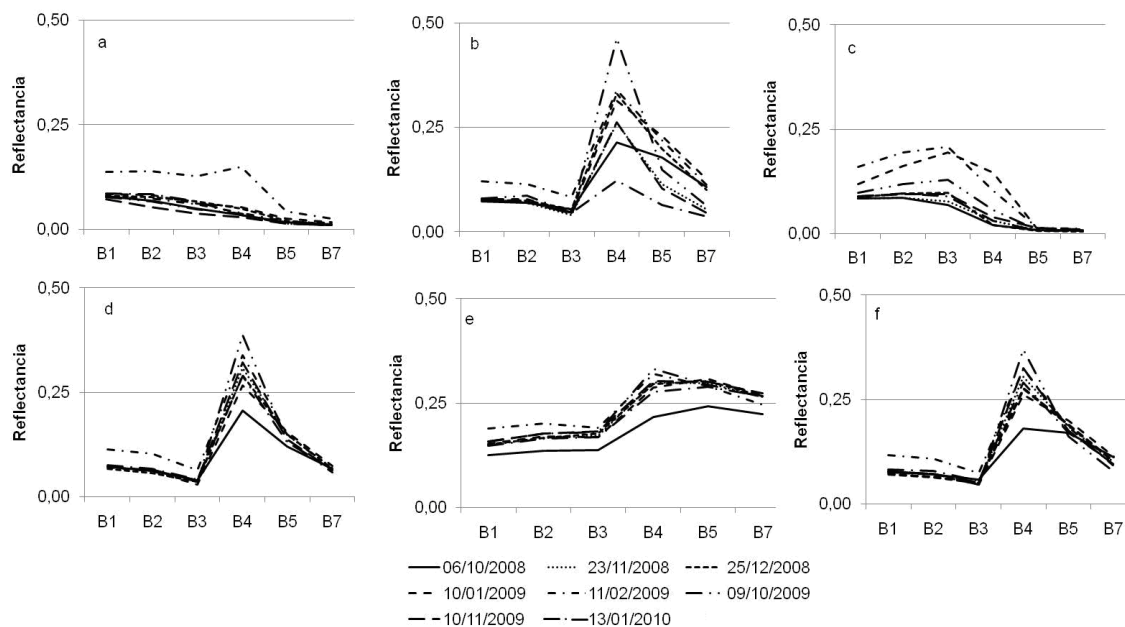 0,50
a
Reflectancia
0,25
0,00
B1 B2 B3 B4 B5 B7
0,50
b
Reflectancia
0,25
0,00
B1 B2 B3 B4 B5 B7
0,50
c
Reflectancia
0,25
0,00
B1 B2 B3 B4 B5 B7
0,50
d
Reflectancia
0,25
0,00
B1 B2 B3 B4 B5 B7
0,50
e
Reflectancia
0,25
0,00
B1 B2 B3 B4 B5 B7
0,50
f
Reflectancia
0,25
0,00
B1 B2 B3 B4 B5 B7
06/10/2008 23/11/2008 25/12/2008
10/01/2009 11/02/2009 09/10/2009
10/11/2009 13/01/2010